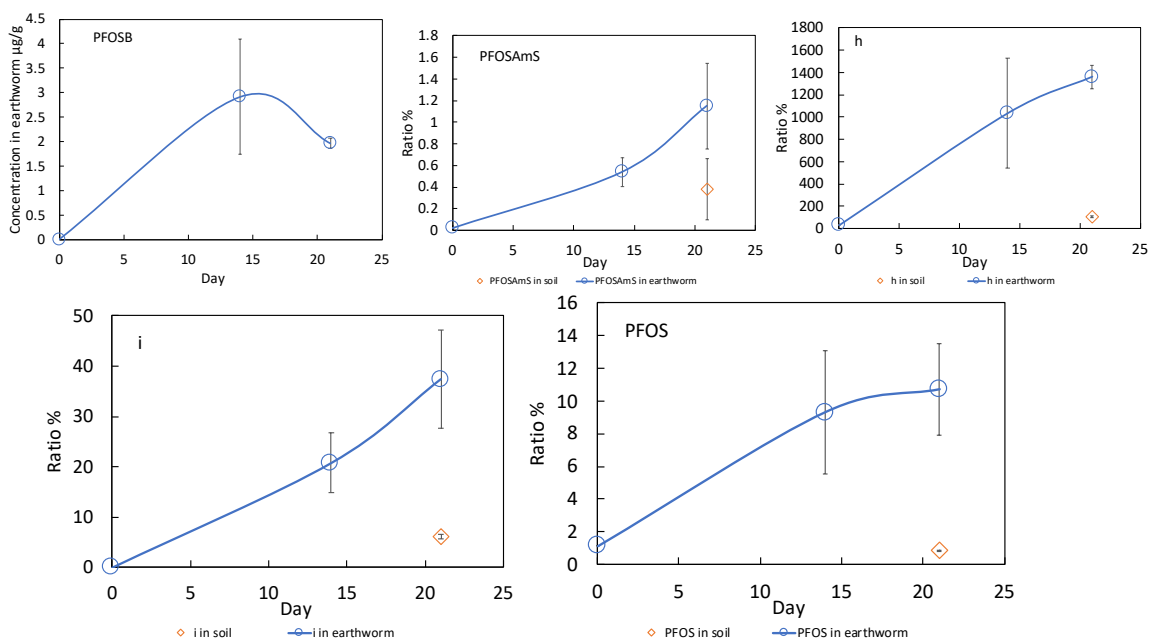 PFOSB
Concentration in earthworm µg/g
4.5
4
3.5
3
2.5
2
1.5
1
0.5
0
0 5 10 15 20 25
Day
PFOSAmS
Ratio %
1.8
1.6
1.4
1.2
1
0.8
0.6
0.4
0.2
0
0 5 10 15 20 25
Day
PFOSAmS in soil PFOSAmS in earthworm
h
Ratio %
1800
1600
1400
1200
1000
800
600
400
200
0
0 5 10 15 20 25
Day
h in soil h in earthworm
i
Ratio %
50
40
30
20
10
0
0 5 10 15 20 25
Day
i in soil i in earthworm
PFOS
Ratio %
16
14
12
10
8
6
4
2
0
0 5 10 15 20 25
Day
PFOS in soil PFOS in earthworm